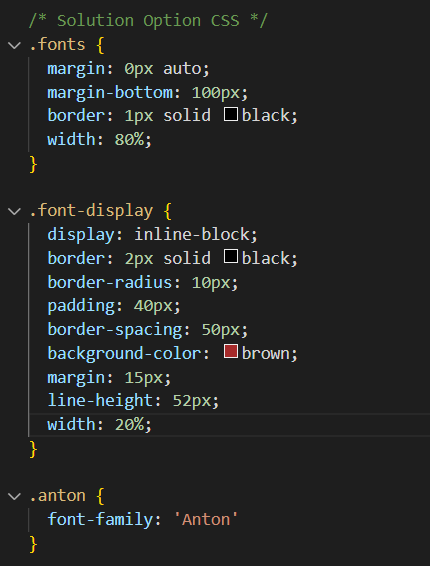 /* Solution Option CSS */
.fonts {
margin: 0px auto;
margin-bottom: 100px;
border: 1px solid black;
width: 80%;
}
.font-display {
display: inline-block;
border: 2px solid black;
border-radius: 10px;
padding: 40px;
border-spacing: 50px;
background-color: brown;
margin: 15px;
line-height: 52px;
width: 20%;
}
.anton {
font-family: 'Anton'
}